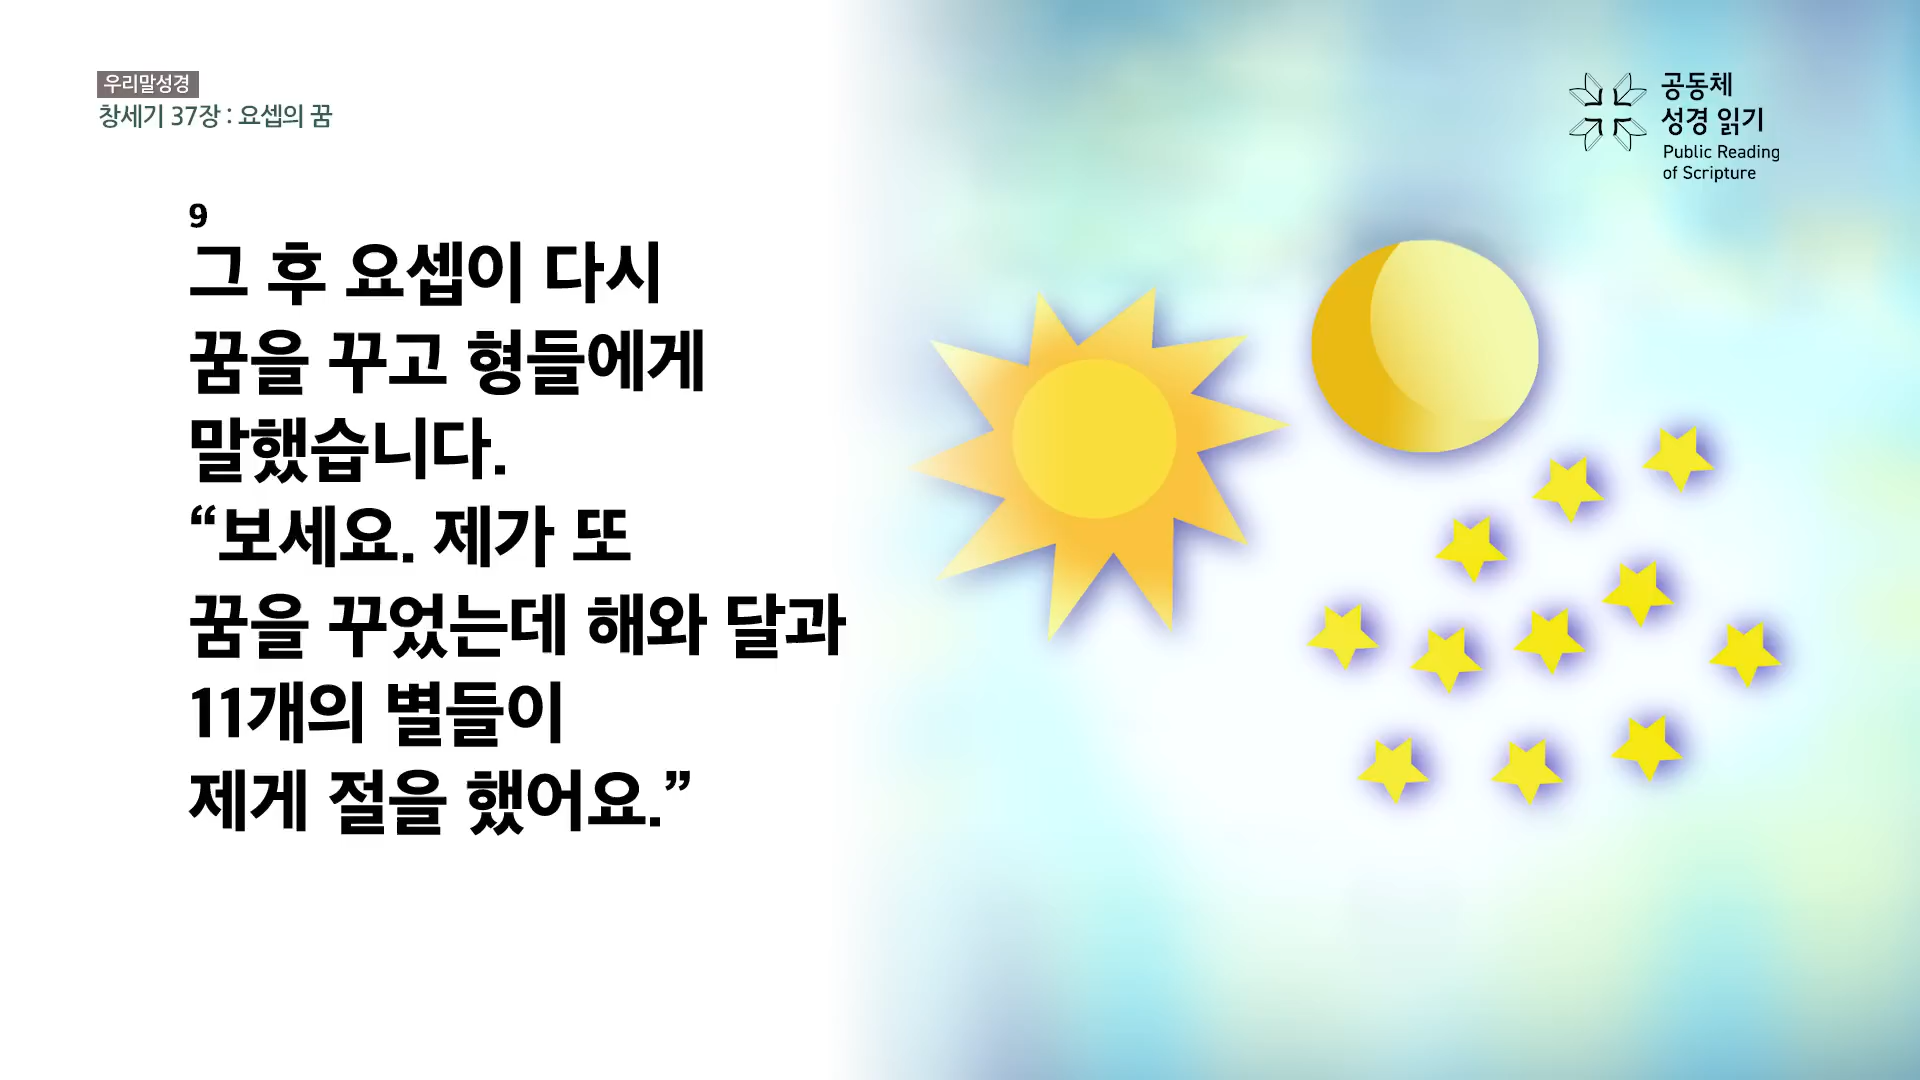 우리말성경
창세기 37장 : 요셉의 꿈
공동체
성경 읽기
Public Reading
of Scripture
9
그 후 요셉이 다시
꿈을 꾸고 형들에게
말했습니다.
“보세요. 제가 또
꿈을 꾸었는데 해와 달과
11개의 별들이
제게 절을 했어요.”